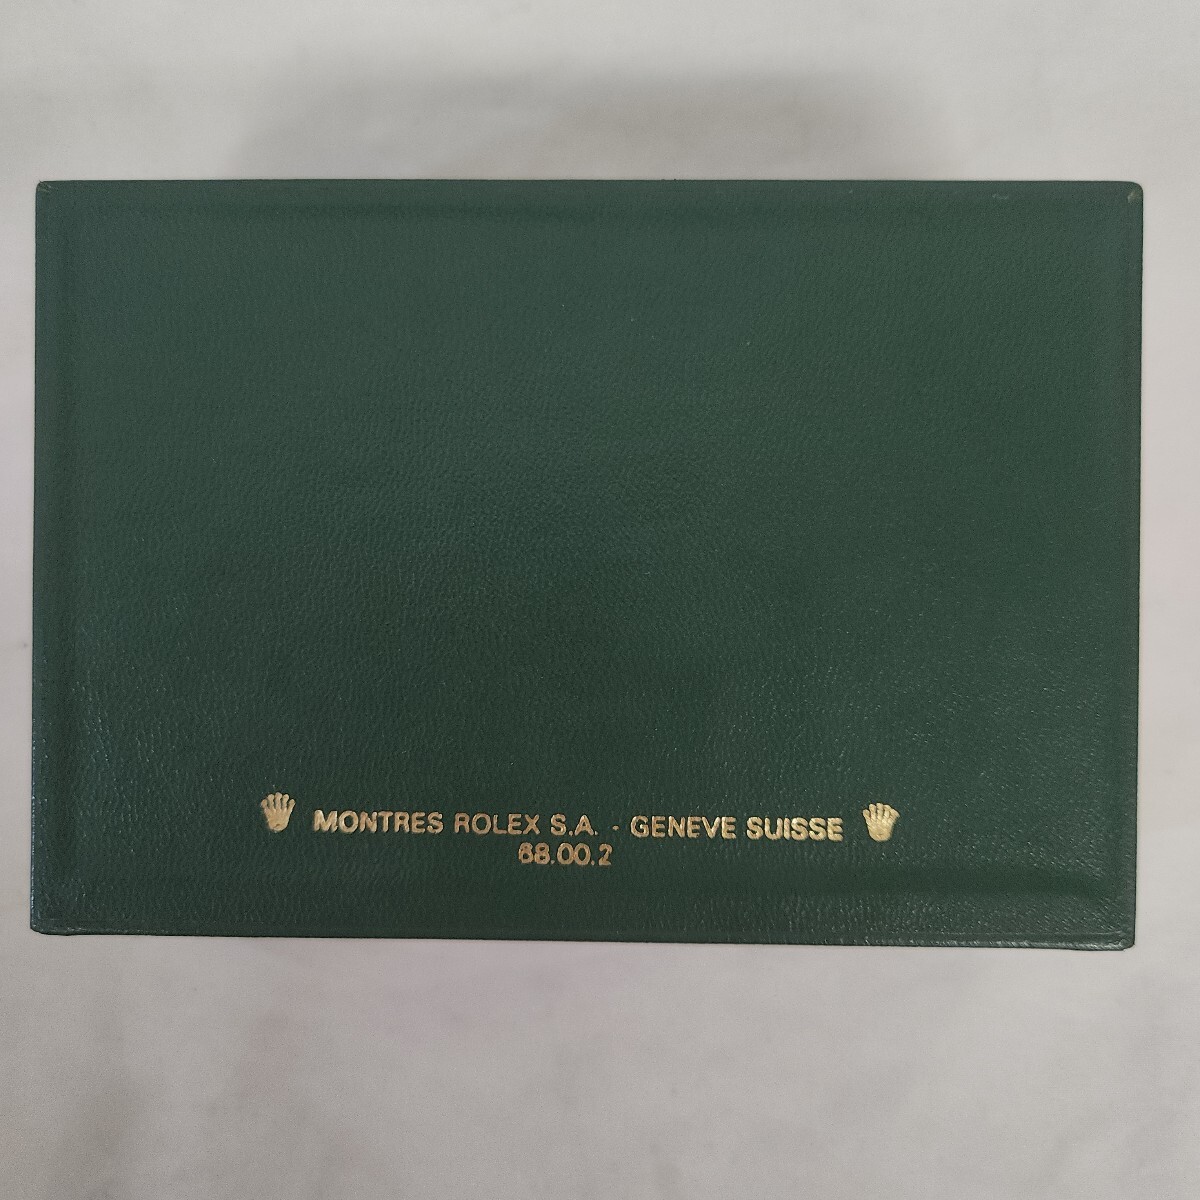 MONTRES ROLEX S.A. - GENEVE SUISSE
68.00.2